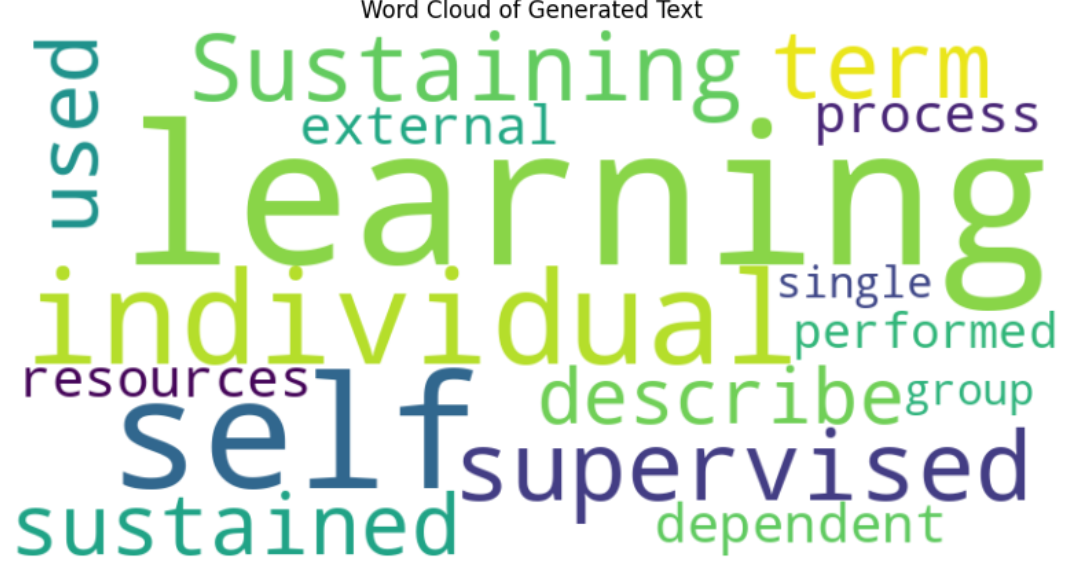 Word Cloud of Generated Text
used
Sustaining
term
external
process
learning
individual
single
performed
resources
self
describe
group
supervised
sustained
dependent